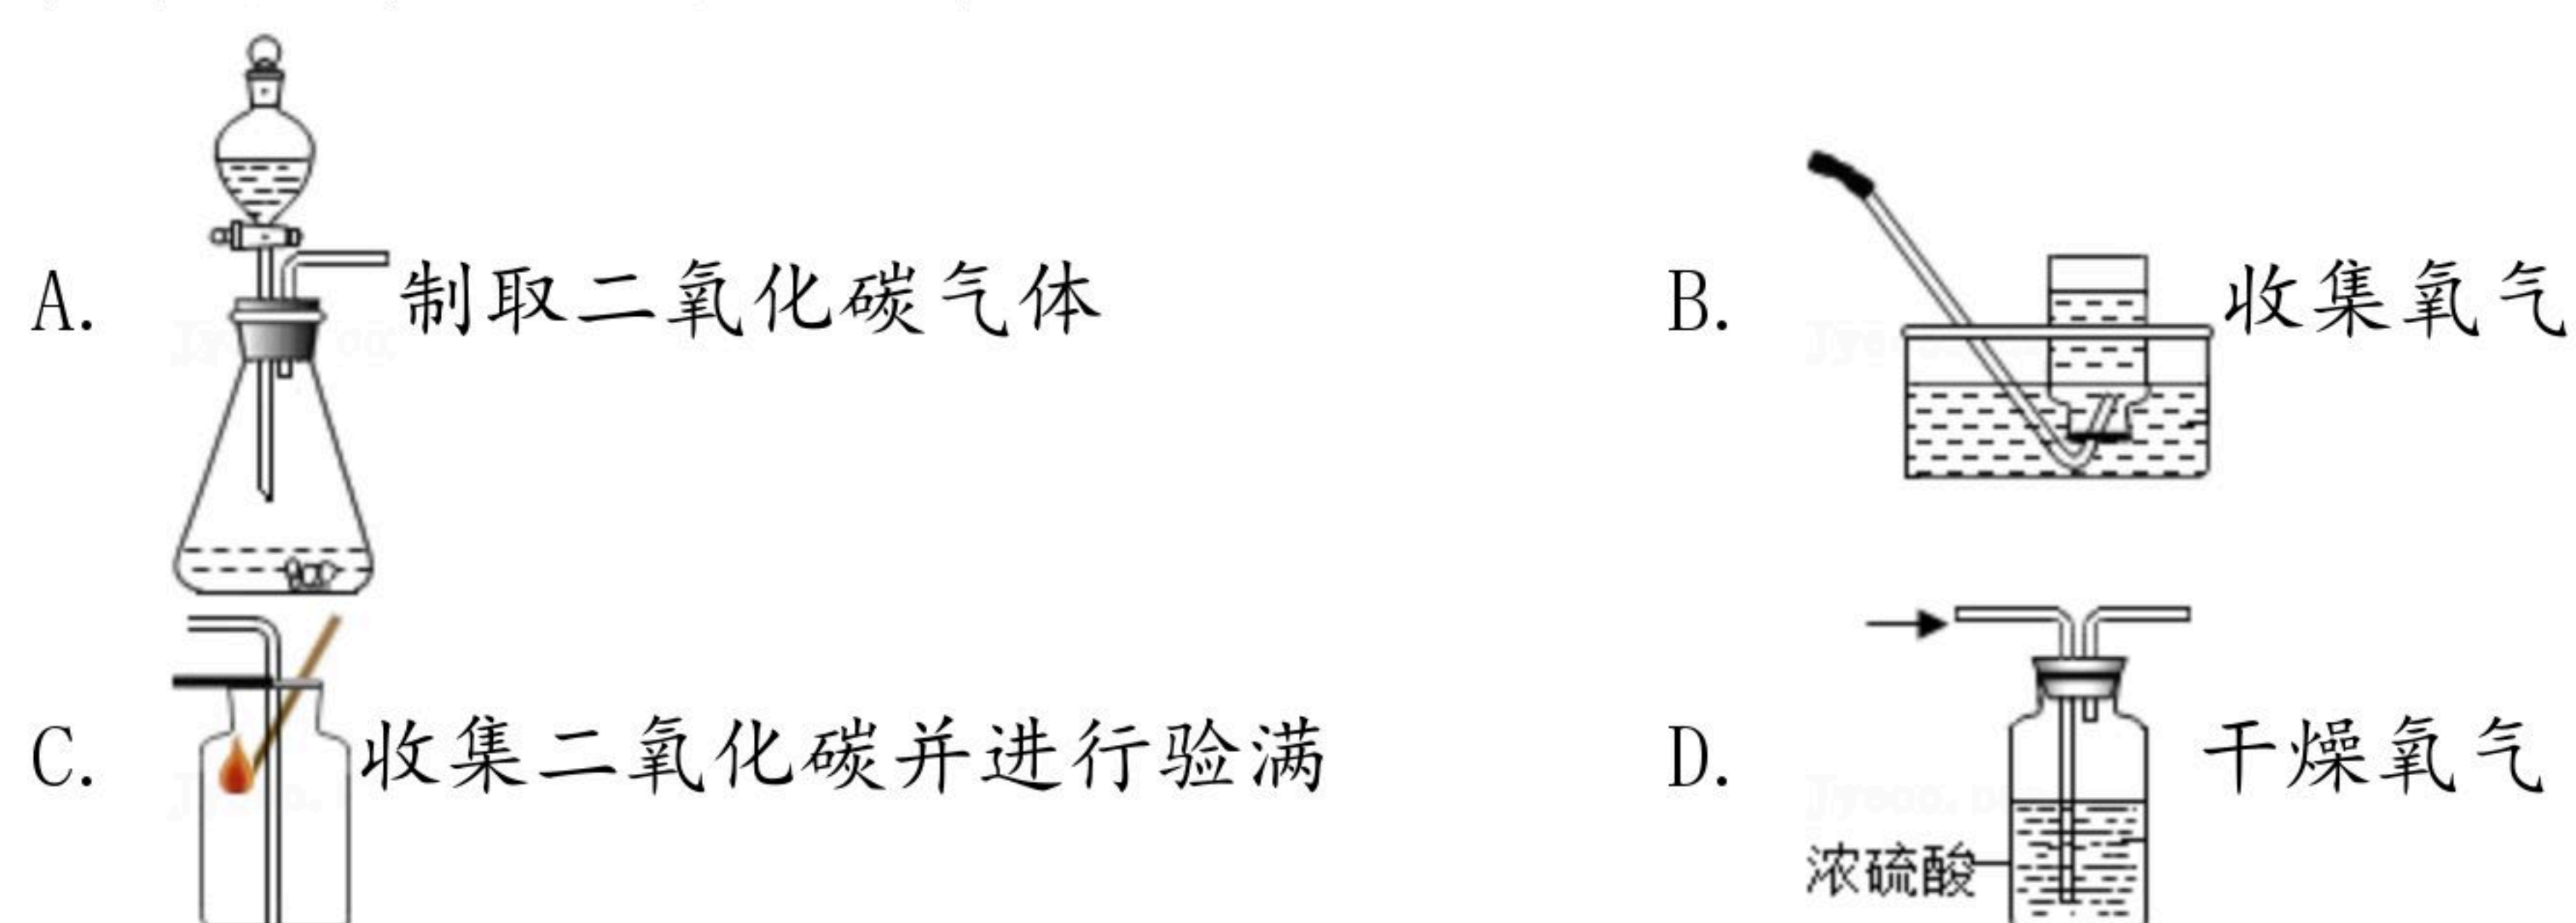 A. 制取二氧化碳气体
B. 收集氧气
C. 收集二氧化碳并进行验满
D. 干燥氧气
浓硫酸